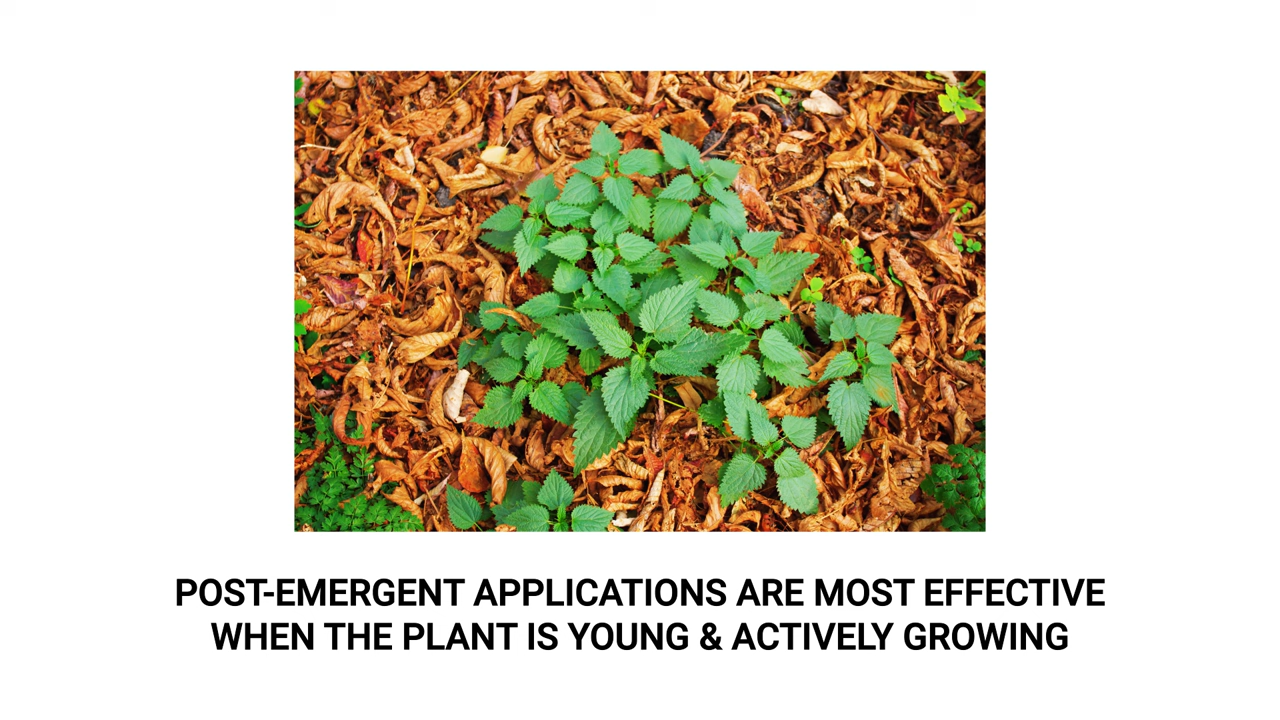 POST-EMERGENT APPLICATIONS ARE MOST EFFECTIVE
WHEN THE PLANT IS YOUNG & ACTIVELY GROWING